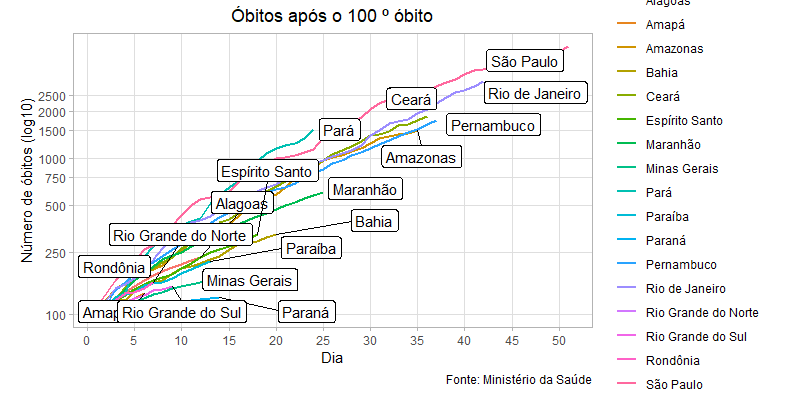 Óbitos após o 100 º óbito
Número de óbitos (log10)
2500
2000
1500
1000
750
500
250
100
São Paulo
Rio de Janeiro
Ceará
Pernambuco
Pará
Amazonas
Espírito Santo
Maranhão
Alagoas
Bahia
Rio Grande do Norte
Paraíba
Rondônia
Minas Gerais
Amap
Rio Grande do Sul
Paraná
0 5 10 15 20 25 30 35 40 45 50
Dia
Fonte: Ministério da Saúde
Alagoas
Amapá
Amazonas
Bahia
Ceará
Espírito Santo
Maranhão
Minas Gerais
Pará
Paraíba
Paraná
Pernambuco
Rio de Janeiro
Rio Grande do Norte
Rio Grande do Sul
Rondônia
São Paulo